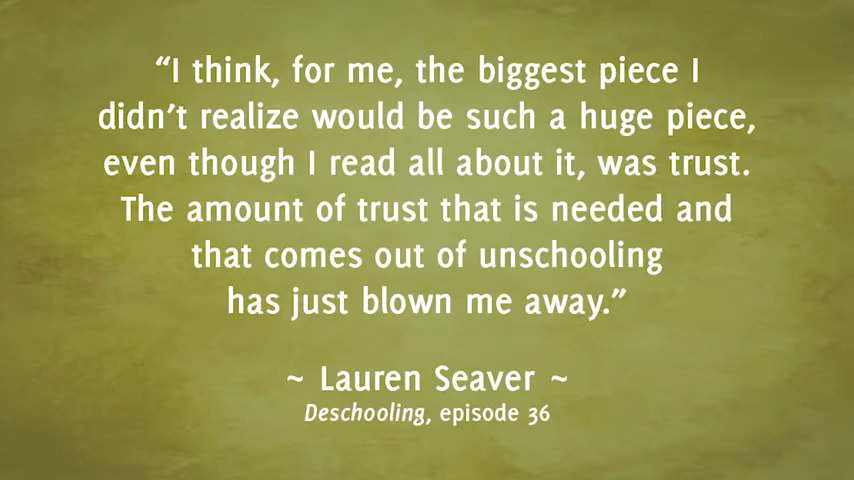 “I think, for me, the biggest piece I
didn’t realize would be such a huge piece,
even though I read all about it, was trust.
The amount of trust that is needed and
that comes out of unschooling
has just blown me away.”
~ Lauren Seaver ~
Deschooling, episode 36